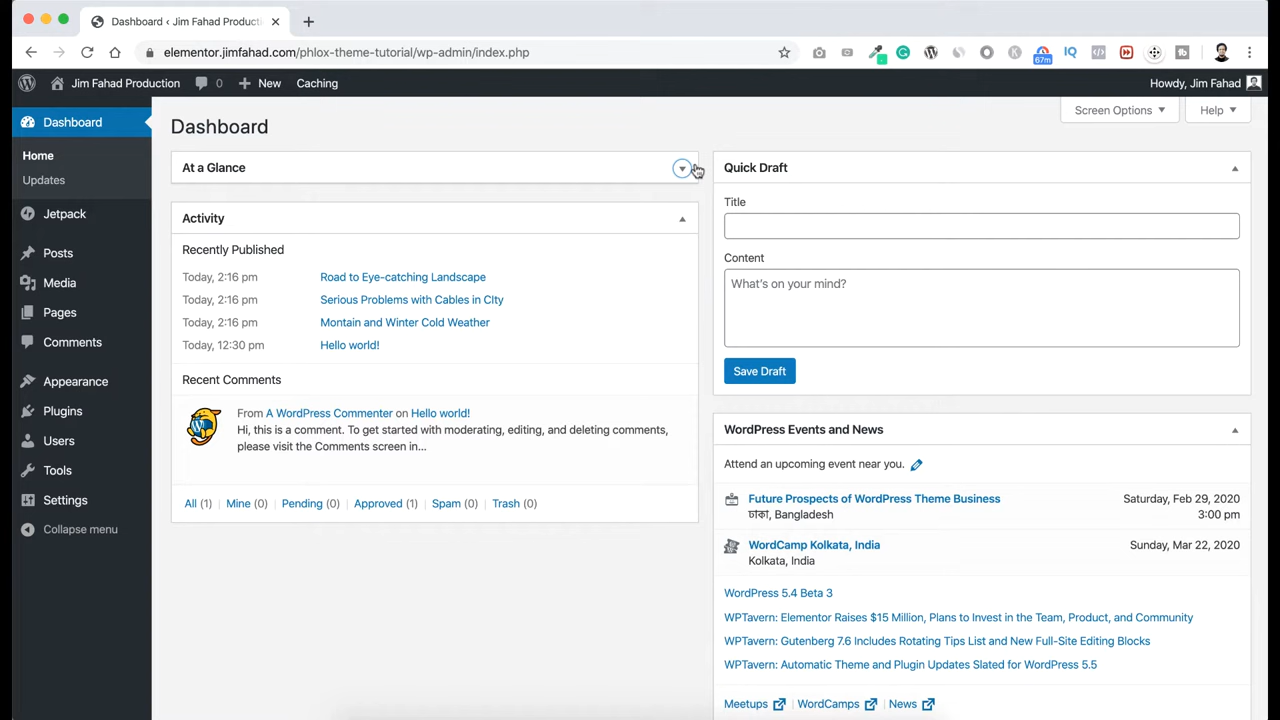 Dashboard ‹ Jim Fahad Producti
elementor.jimfahad.com/phlox-theme-tutorial/wp-admin/index.php
67m
IQ
Jim Fahad Production
0
New
Caching
Howdy, Jim Fahad
Dashboard
Home
Updates
Jetpack
Posts
Media
Pages
Comments
Appearance
Plugins
Users
Tools
Settings
Collapse menu
Screen Options
Help
Dashboard
At a Glance
Activity
Recently Published
Today, 2:16 pm Road to Eye-catching Landscape
Today, 2:16 pm Serious Problems with Cables in CIty
Today, 2:16 pm Montain and Winter Cold Weather
Today, 12:30 pm Hello world!
Recent Comments
From A WordPress Commenter on Hello world!
Hi, this is a comment. To get started with moderating, editing, and deleting comments,
please visit the Comments screen in…
All (1) | Mine (0) | Pending (0) | Approved (1) | Spam (0) | Trash (0)
Quick Draft
Title
Content
What's on your mind?
Save Draft
WordPress Events and News
Attend an upcoming event near you.
Future Prospects of WordPress Theme Business Saturday, Feb 29, 2020
ঢাকা, Bangladesh 3:00 pm
WordCamp Kolkata, India Sunday, Mar 22, 2020
Kolkata, India
WordPress 5.4 Beta 3
WPTavern: Elementor Raises $15 Million, Plans to Invest in the Team, Product, and Community
WPTavern: Gutenberg 7.6 Includes Rotating Tips List and New Full-Site Editing Blocks
WPTavern: Automatic Theme and Plugin Updates Slated for WordPress 5.5
Meetups | WordCamps | News